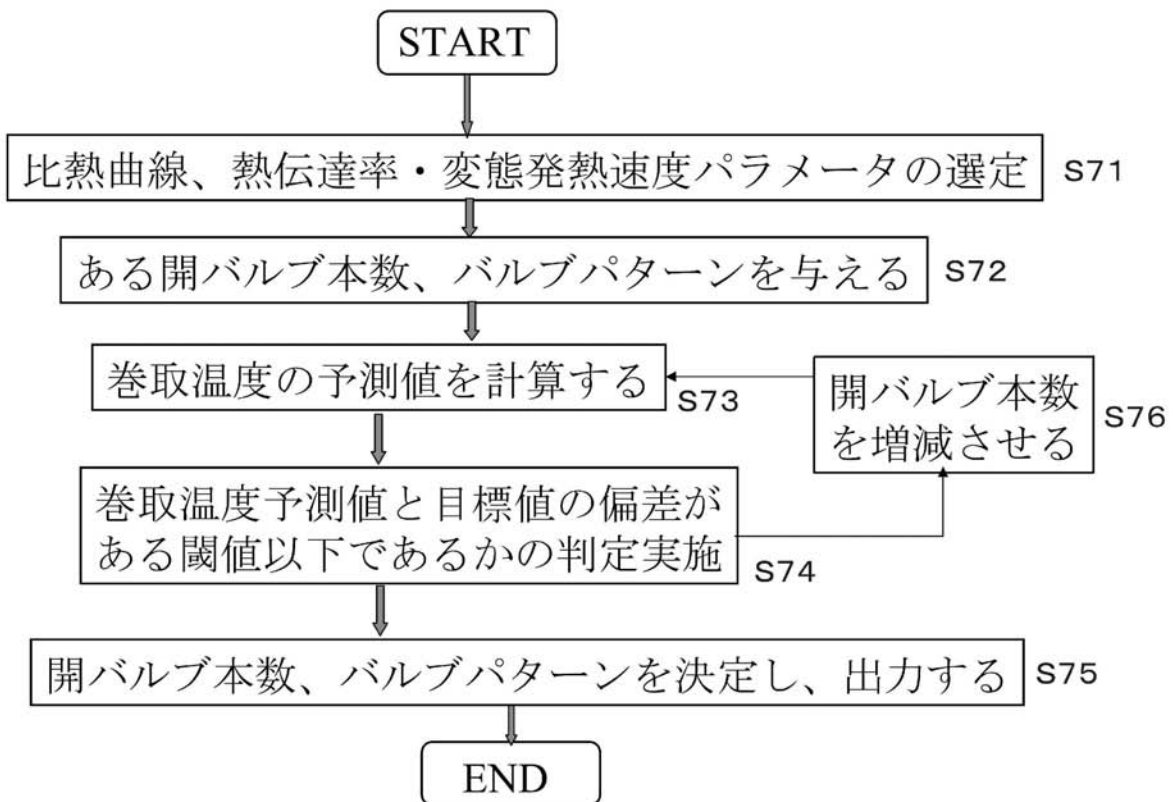 START
比熱曲線、熱伝達率・変態発熱速度パラメータの選定
S71
ある開バルブ本数、バルブパターンを与える
S72
巻取温度の予測値を計算する
S73
開バルブ本数
を増減させる
S76
巻取温度予測値と目標値の偏差が
ある閾値以下であるかの判定実施
S74
開バルブ本数、バルブパターンを決定し、出力する
S75
END